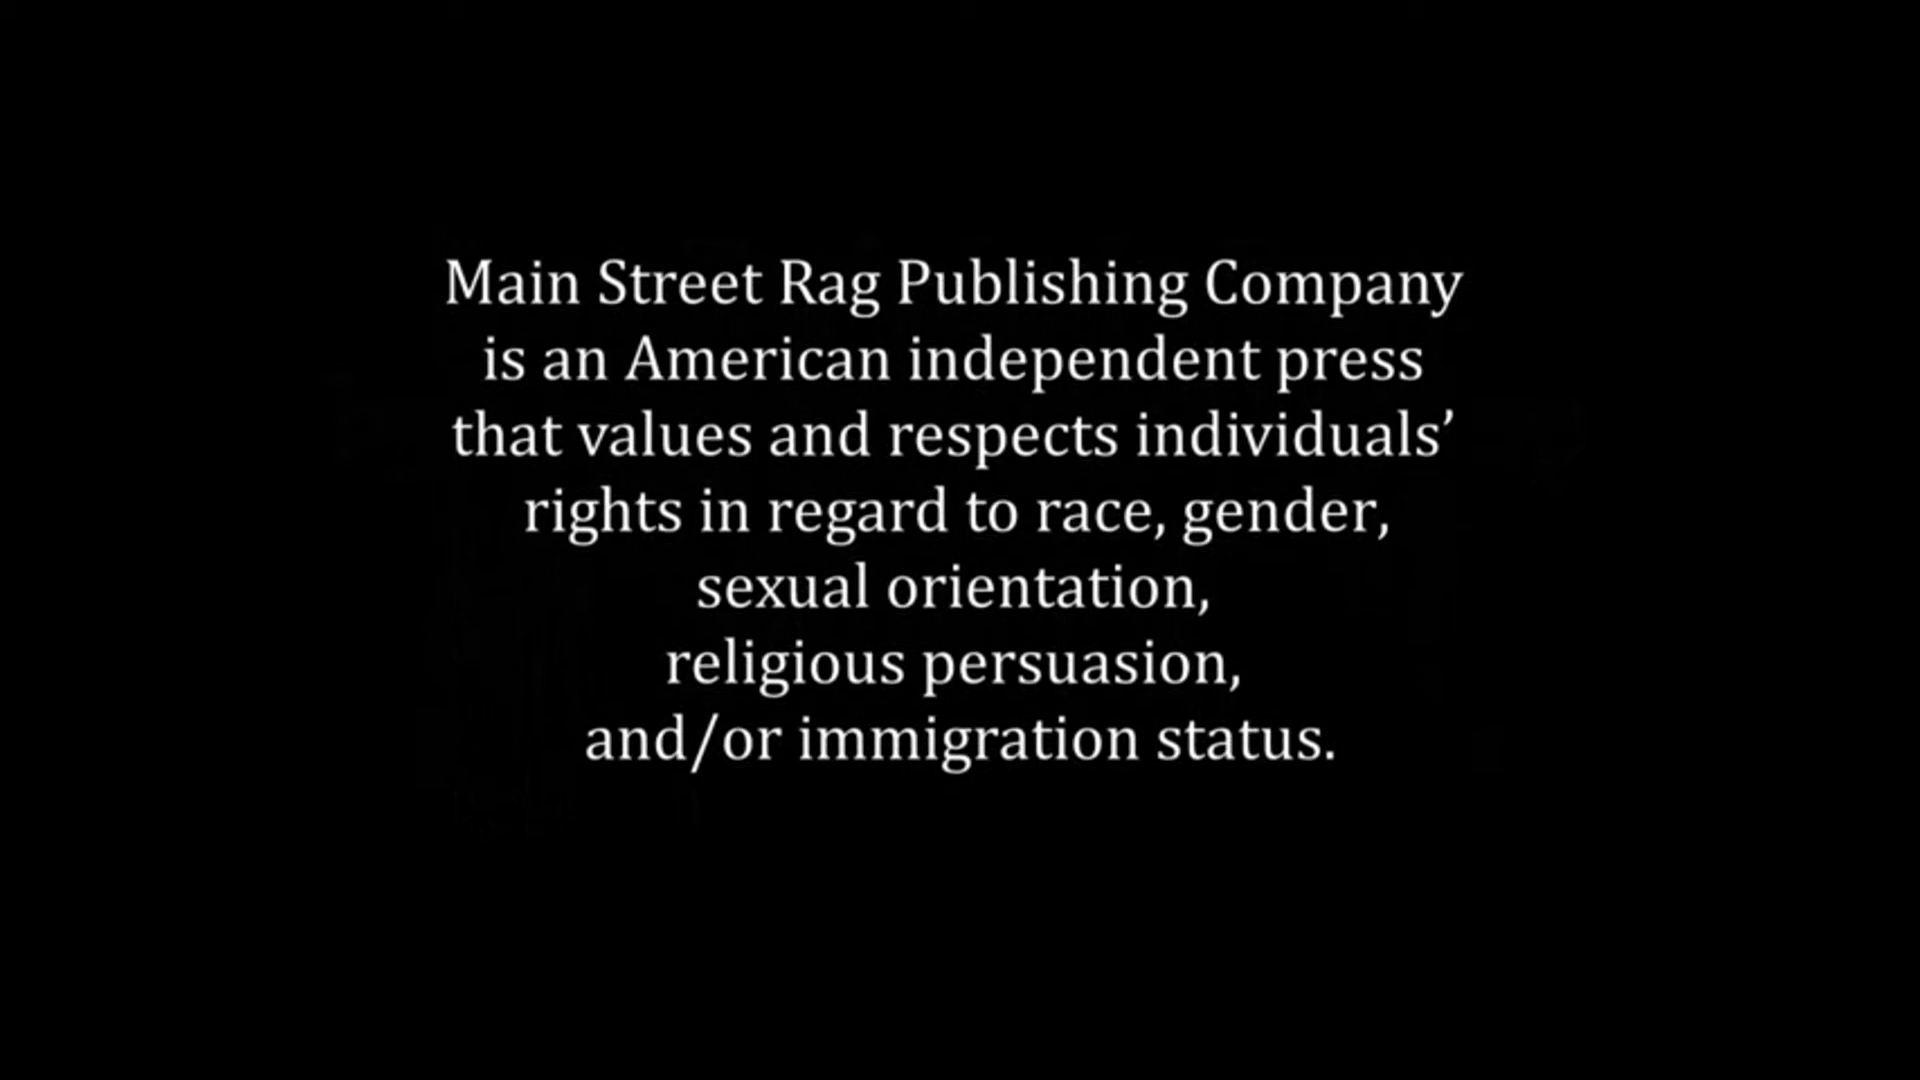 Main Street Rag Publishing Company
is an American independent press
that values and respects individuals’
rights in regard to race, gender,
sexual orientation,
religious persuasion,
and/or immigration status.